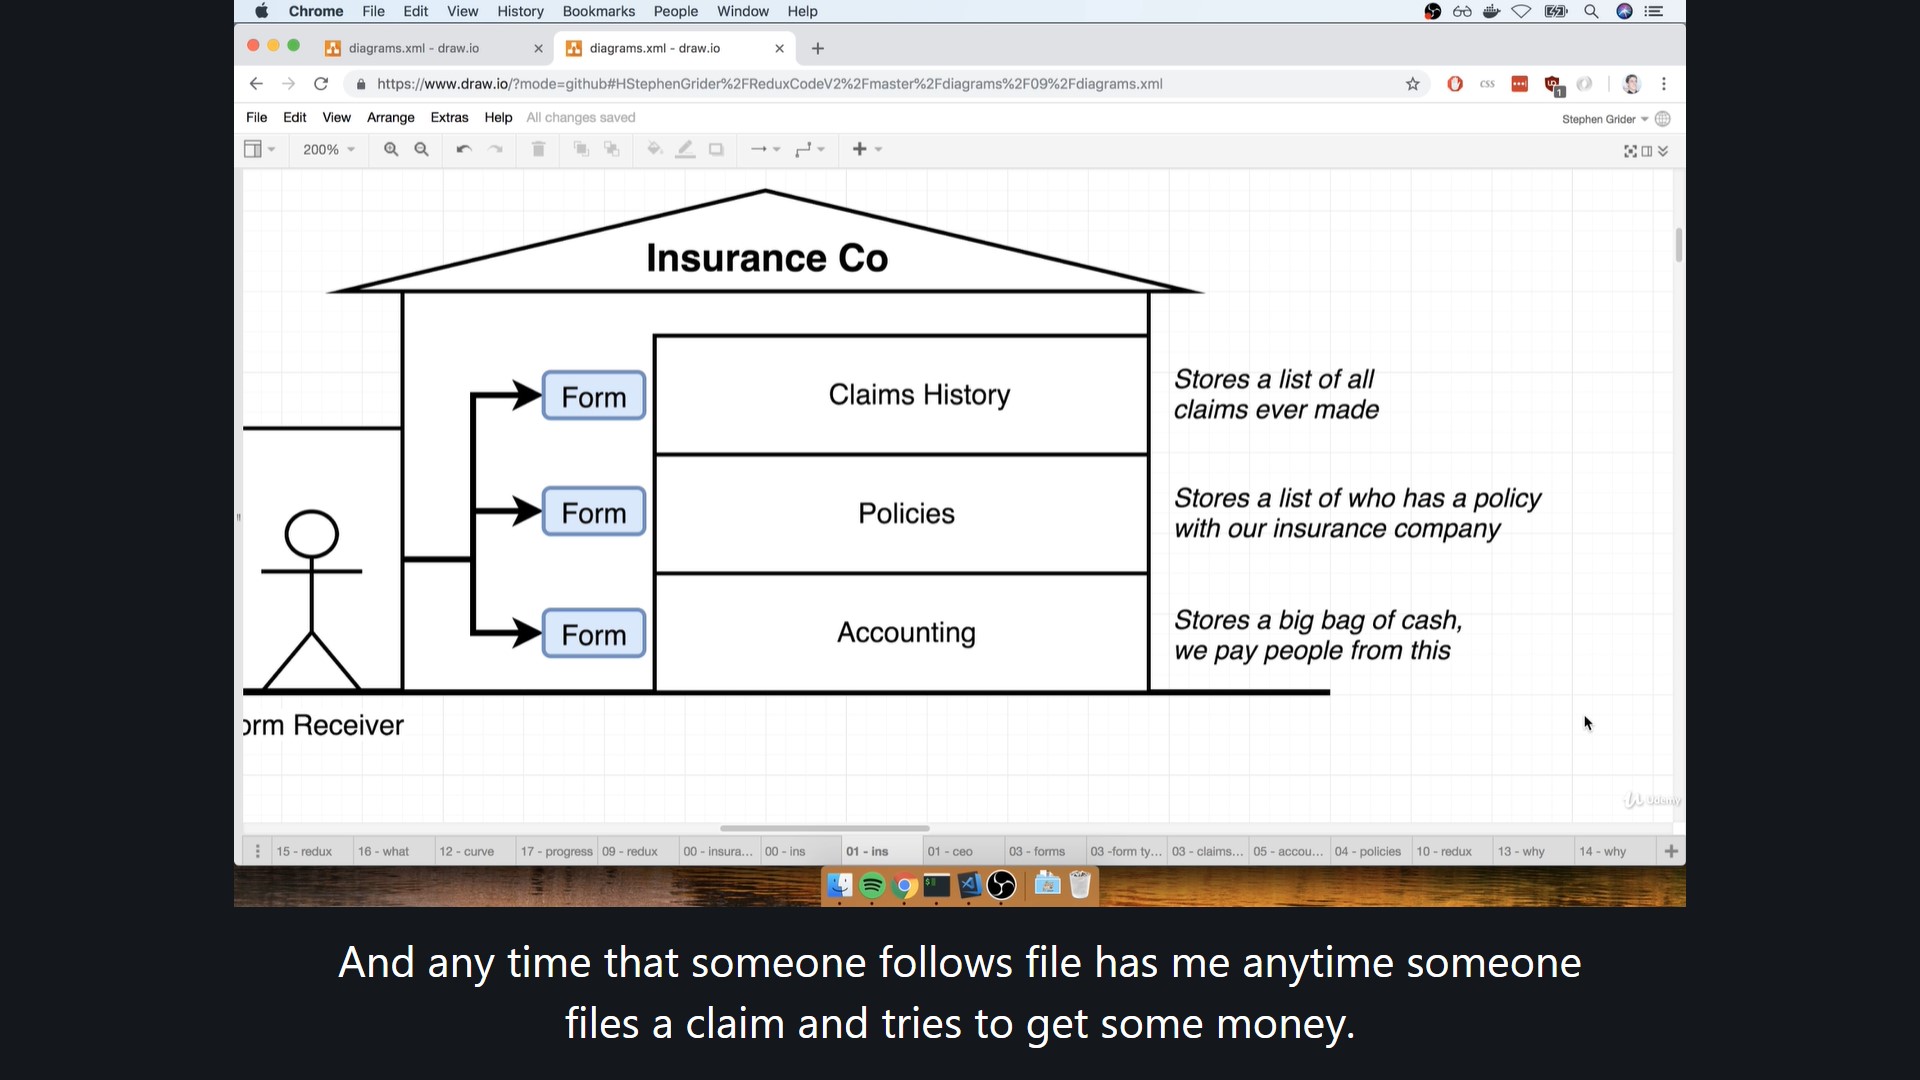 Chrome File Edit View History Bookmarks People Window Help
diagrams.xml - draw.io
diagrams.xml - draw.io
https://www.draw.io/?mode=github#HStephenGrider%2FReduxCodeV2%2Fmaster%2Fdiagrams%2F09%2Fdiagrams.xml
css
1
File Edit View Arrange Extras Help All changes saved
Stephen Grider
200%
Insurance Co
Form
Claims History
Stores a list of all
claims ever made
Form
Policies
Stores a list of who has a policy
with our insurance company
Form
Accounting
Stores a big bag of cash,
we pay people from this
orm Receiver
Udemy
15 - redux 16 - what 12 - curve 17 - progress 09 - redux 00 - insura... 00 - ins 01 - ins 01 - ceo 03 - forms 03 -form ty... 03 - claims... 05 - accou... 04 - policies 10 - redux 13 - why 14 - why
And any time that someone follows file has me anytime someone
files a claim and tries to get some money.